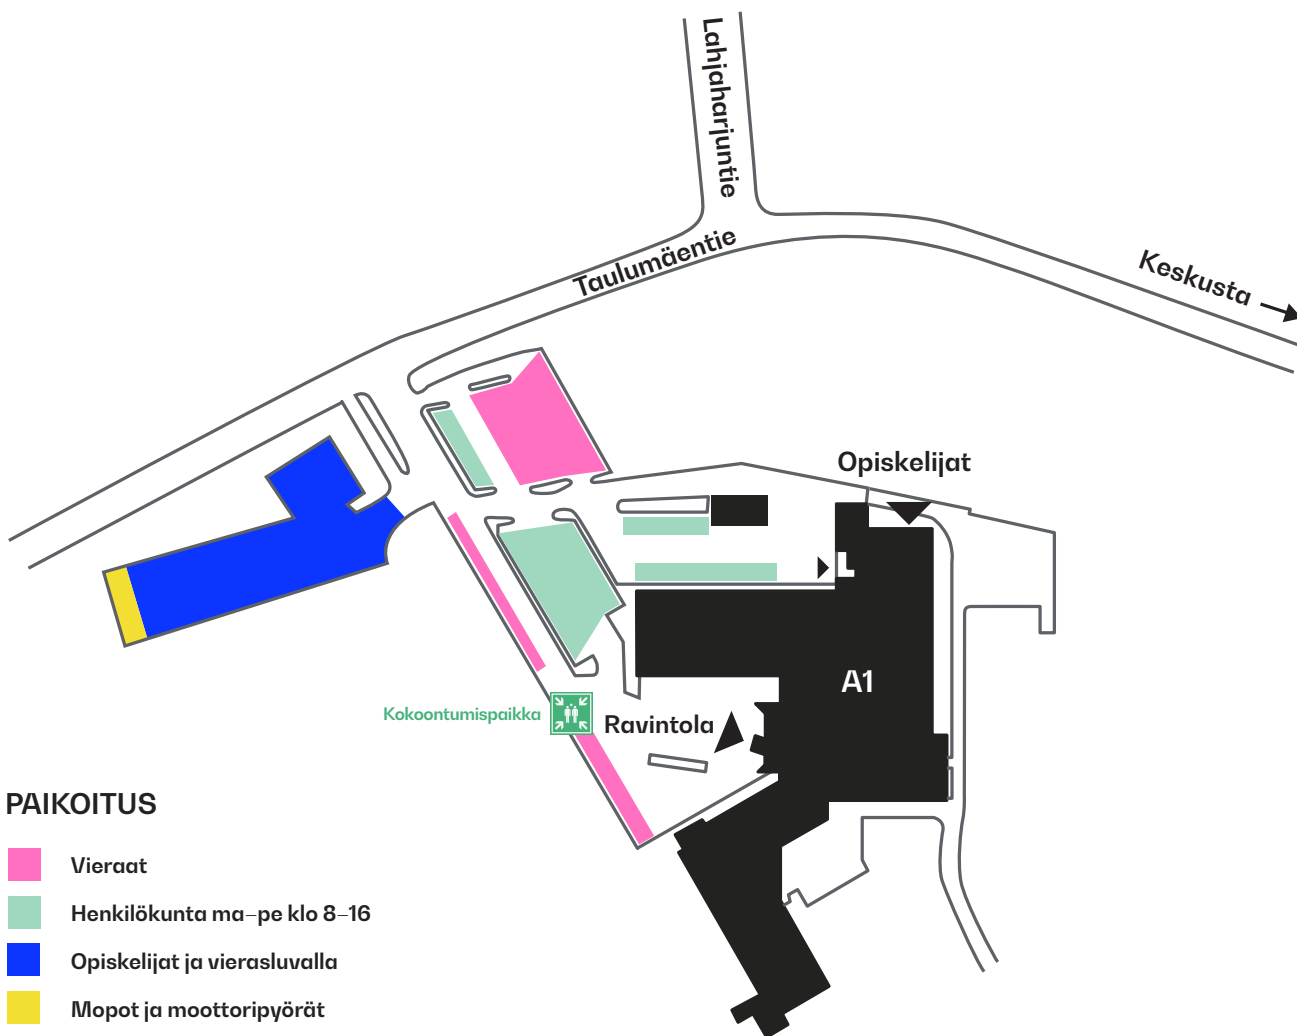 Lahjaharjuntie
Taulumäentie
Keskusta
Opiskelijat
A1
Kokoontumispaikka
Ravintola
PAIKOITUS
Vieraat
Henkilökunta ma–pe klo 8–16
Opiskelijat ja vierasluvalla
Mopot ja moottoripyörät